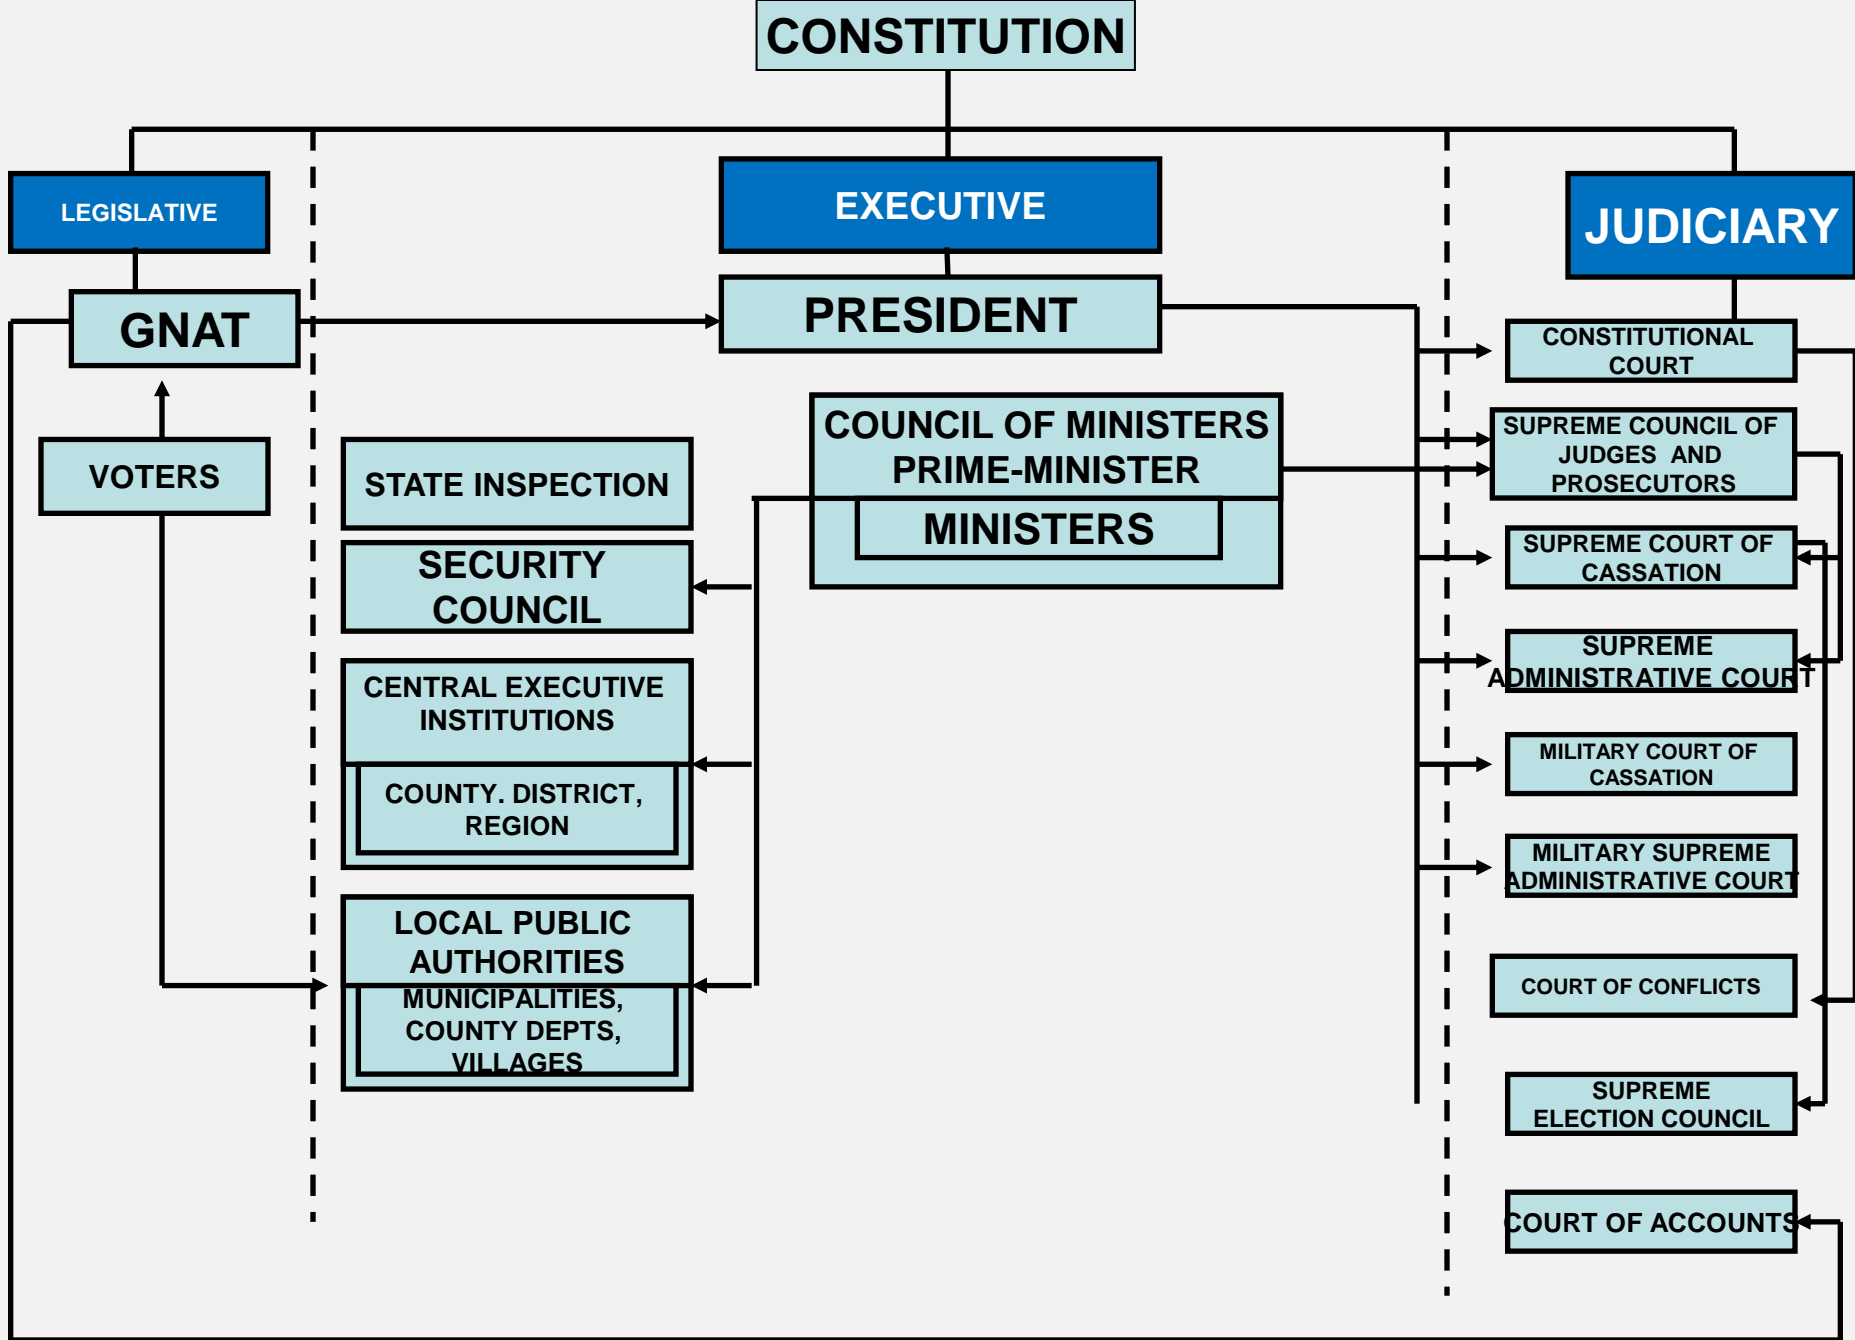 CONSTITUTION
LEGISLATIVE
EXECUTIVE
JUDICIARY
GNAT
PRESIDENT
CONSTITUTIONAL
COURT
VOTERS
STATE INSPECTION
COUNCIL OF MINISTERS
PRIME-MINISTER
MINISTERS
SUPREME COUNCIL OF
JUDGES AND
PROSECUTORS
SECURITY
COUNCIL
SUPREME COURT OF
CASSATION
CENTRAL EXECUTIVE
INSTITUTIONS
COUNTY. DISTRICT,
REGION
SUPREME
ADMINISTRATIVE COURT
MILITARY COURT OF
CASSATION
MILITARY SUPREME
ADMINISTRATIVE COURT
LOCAL PUBLIC
AUTHORITIES
MUNICIPALITIES,
COUNTY DEPTS,
VILLAGES
COURT OF CONFLICTS
SUPREME
ELECTION COUNCIL
COURT OF ACCOUNTS